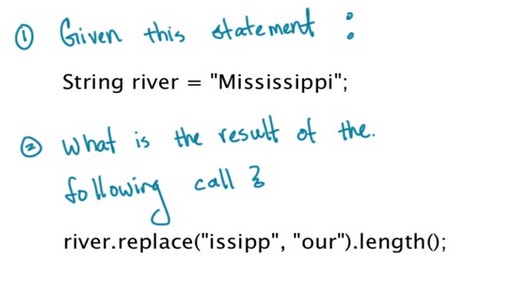 ① Given this statement :
String river = "Mississippi";
② What is the result of the.
following call ?
river.replace("issipp", "our").length();